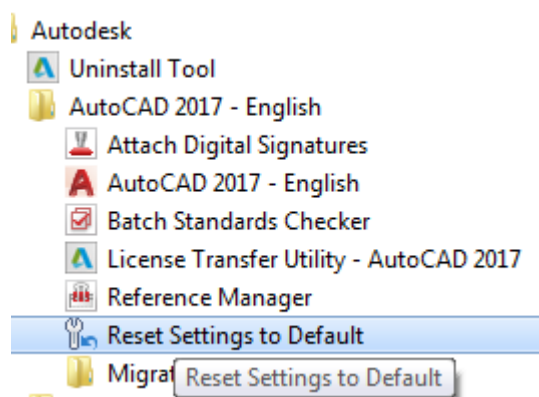 Autodesk
Uninstall Tool
AutoCAD 2017 - English
Attach Digital Signatures
AutoCAD 2017 - English
Batch Standards Checker
License Transfer Utility - AutoCAD 2017
Reference Manager
Reset Settings to Default
Migrat Reset Settings to Default